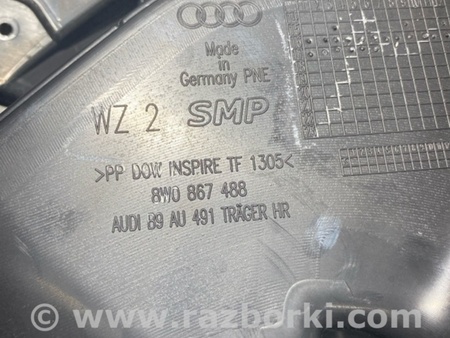 Made
in
Germany PNE
WZ 2 SMP
>PP DOW INSPIRE TF 1305<
8W0 867 488
AUDI 89 AU 491 TRÄGER HR
© www.razborki.com